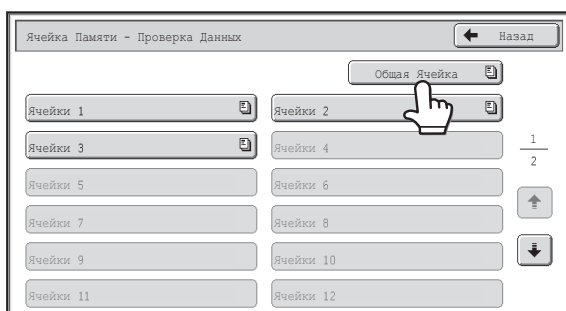 Ячейка Памяти - Проверка Данных
Назад
Общая Ячейка
Ячейки 1
Ячейки 2
Ячейки 3
Ячейки 4
1
2
Ячейки 5
Ячейки 6
Ячейки 7
Ячейки 8
Ячейки 9
Ячейки 10
Ячейки 11
Ячейки 12